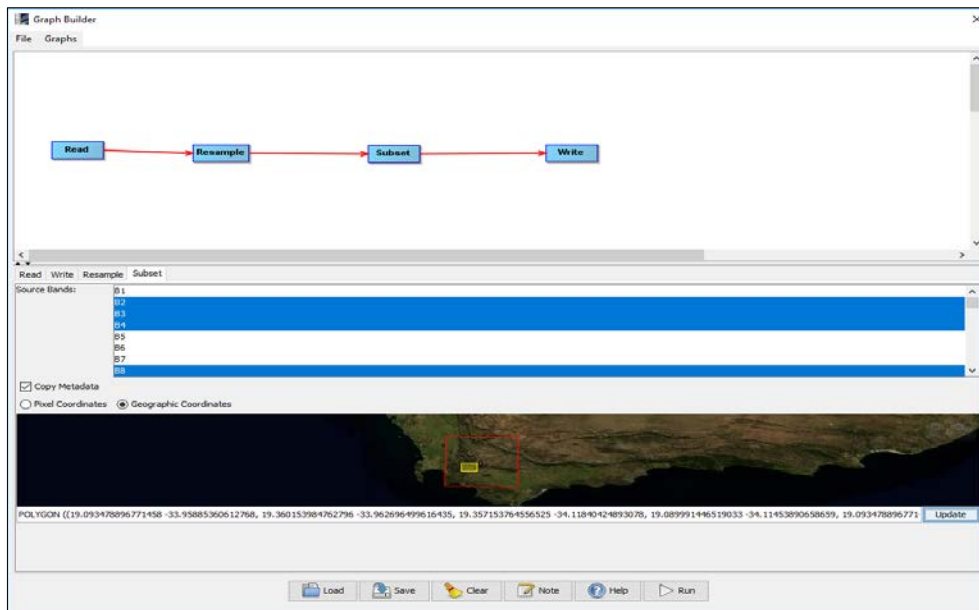 Graph Builder
File Graphs
Read
Resample
Subset
Write
Read Write Resample Subset
Source Bands:
B1
B2
B3
B4
B5
B6
B7
B8
Copy Metadata
Pixel Coordinates Geographic Coordinates
POLYGON ((19.093478896771458 -33.95885360612768, 19.360153984762796 -33.962696499616435, 19.357153764556525 -34.11840424893078, 19.089991446519033 -34.11453890658659, 19.093478896771 Update
Load Save Clear Note Help Run